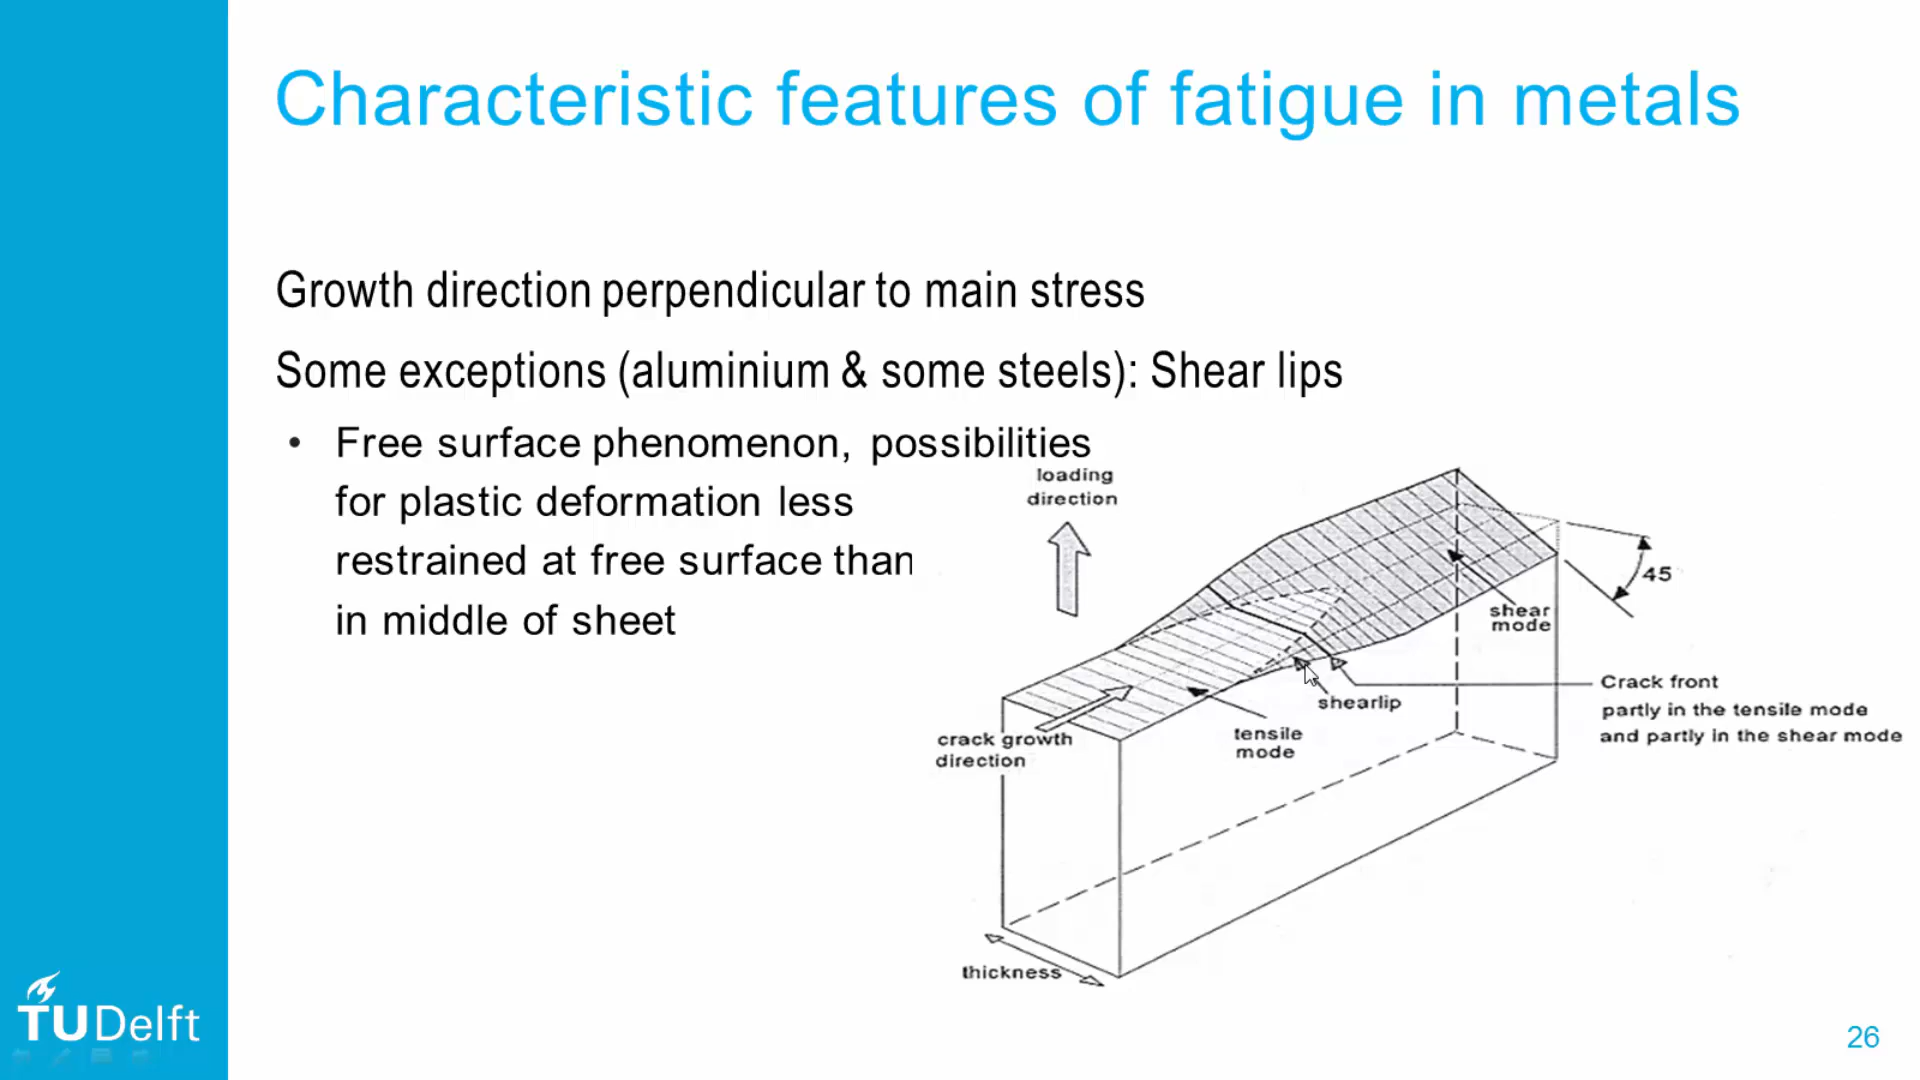 Characteristic features of fatigue in metals
Growth direction perpendicular to main stress
Some exceptions (aluminium & some steels): Shear lips
• Free surface phenomenon, possibilities
for plastic deformation less
restrained at free surface than
in middle of sheet
loading
direction
45
shear
mode
Crack front
partly in the tensile mode
and partly in the shear mode
shearlip
tensile
mode
crack growth
direction
thickness
TU Delft
26